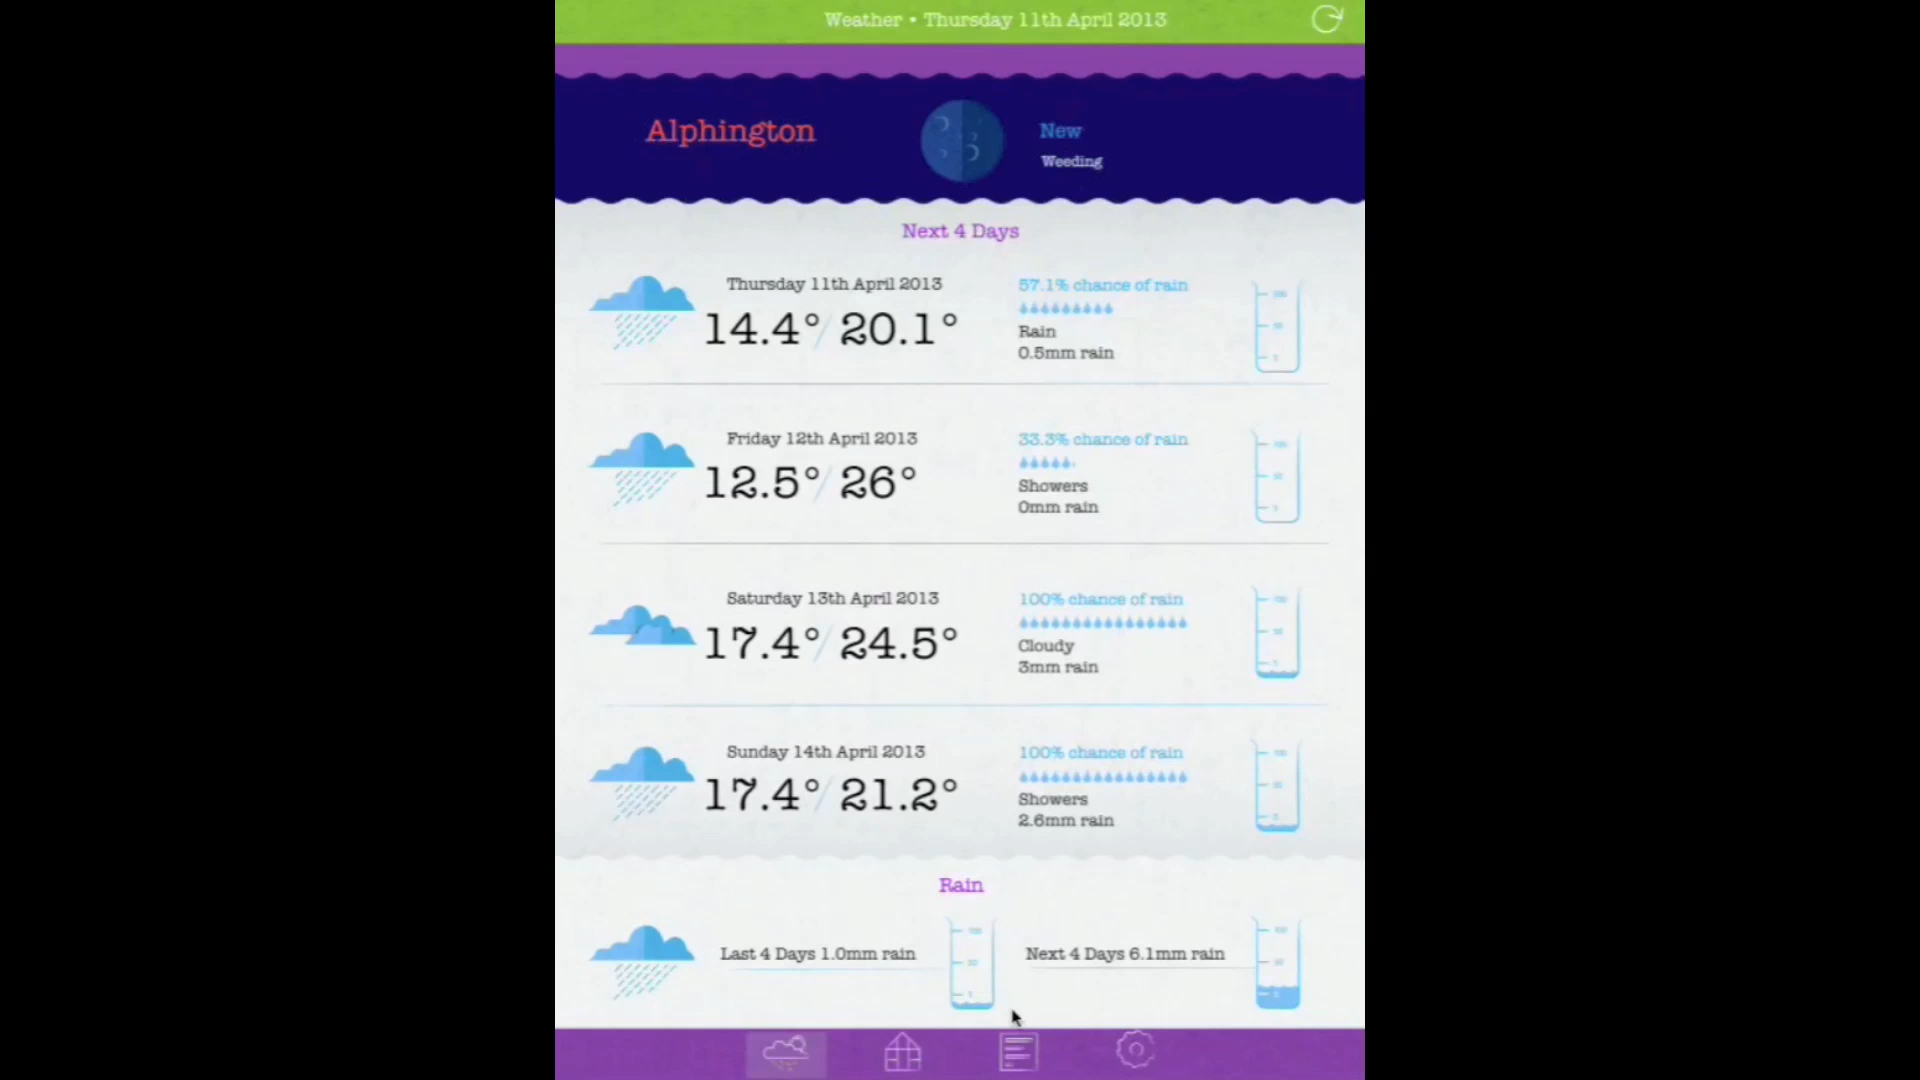 Weather • Thursday 11th April 2013
Alphington
New
Weeding
Next 4 Days
Thursday 11th April 2013
14.4° / 20.1°
57.1% chance of rain
Rain
0.5mm rain
Friday 12th April 2013
12.5° / 26°
33.3% chance of rain
Showers
0mm rain
Saturday 13th April 2013
17.4° / 24.5°
100% chance of rain
Cloudy
3mm rain
Sunday 14th April 2013
17.4° / 21.2°
100% chance of rain
Showers
2.6mm rain
Rain
Last 4 Days 1.0mm rain
Next 4 Days 6.1mm rain